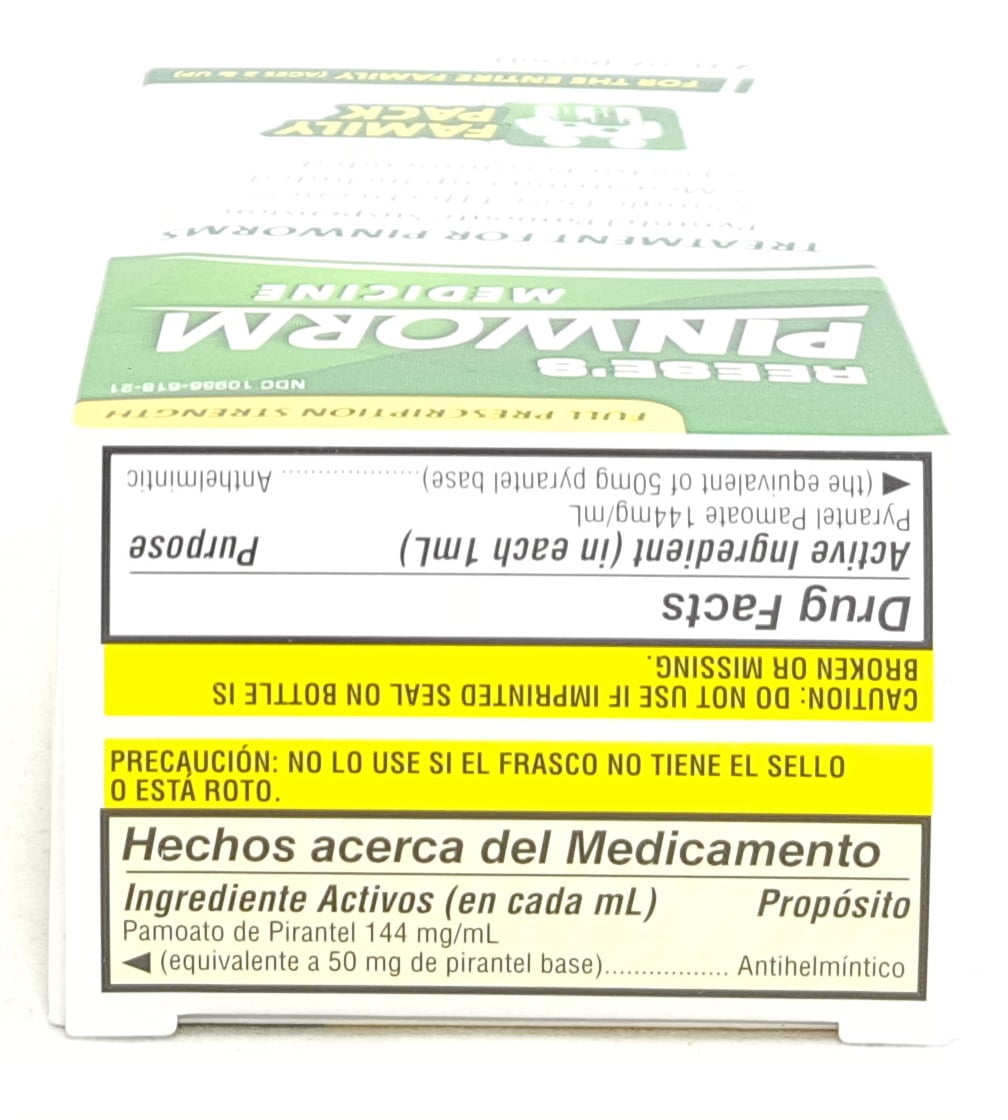 FULL PRESCRIPTION STRENGTH
NDC 10956-618-21
REESE'S
PINWORM
MEDICINE
TREATMENT FOR PINWORMS
FAMILY
PACK
FOR THE ENTIRE FAMILY (AGES 2 & UP)
CAUTION: DO NOT USE IF IMPRINTED SEAL ON BOTTLE IS
BROKEN OR MISSING.
Drug Facts
Active Ingredient (in each 1mL) Purpose
Pyrantel Pamoate 144mg/mL
(the equivalent of 50mg pyrantel base)................... Anthelmintic
PRECAUCIÓN: NO LO USE SI EL FRASCO NO TIENE EL SELLO
O ESTÁ ROTO.
Hechos acerca del Medicamento
Ingrediente Activos (en cada mL) Propósito
Pamoato de Pirantel 144 mg/mL
◀ (equivalente a 50 mg de pirantel base)................. Antihelmíntico